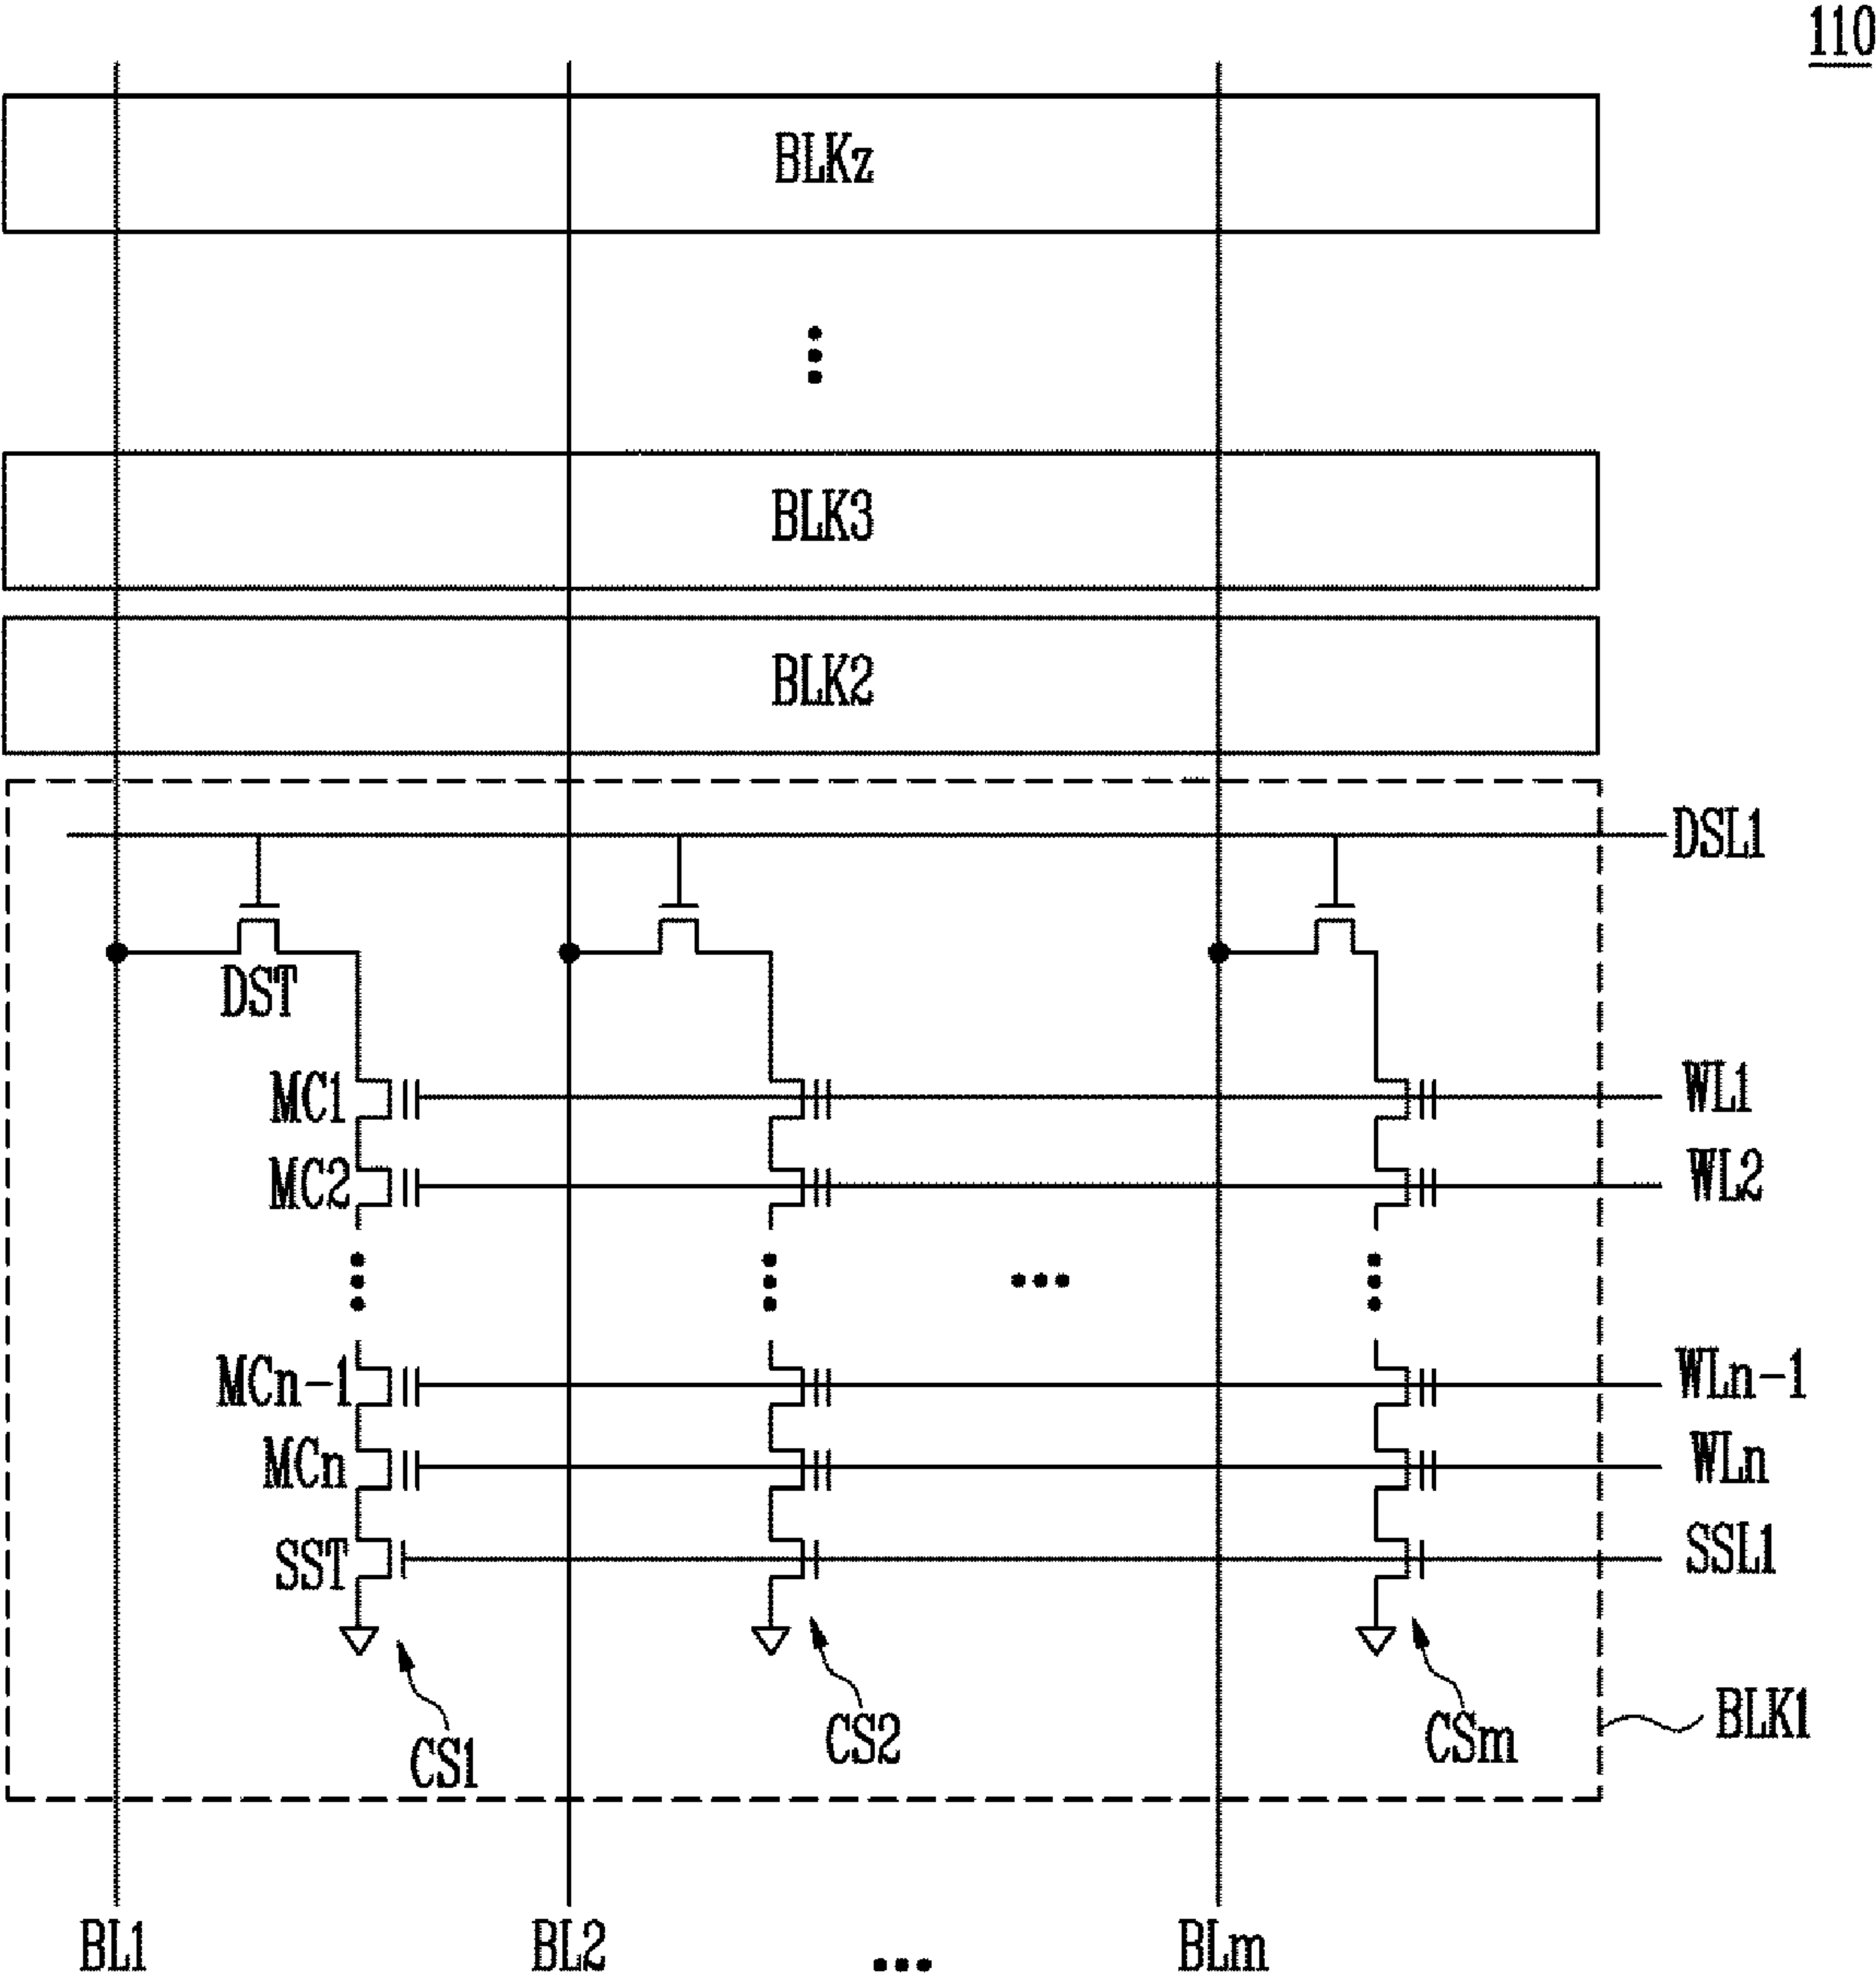 110
BLKz
BLK3
BLK2
DSL1
DST
MC1
WL1
MC2
WL2
MCn-1
WLn-1
MCn
WLn
SST
SSL1
CS1
CS2
CSm
BLK1
BL1
BL2
BLm